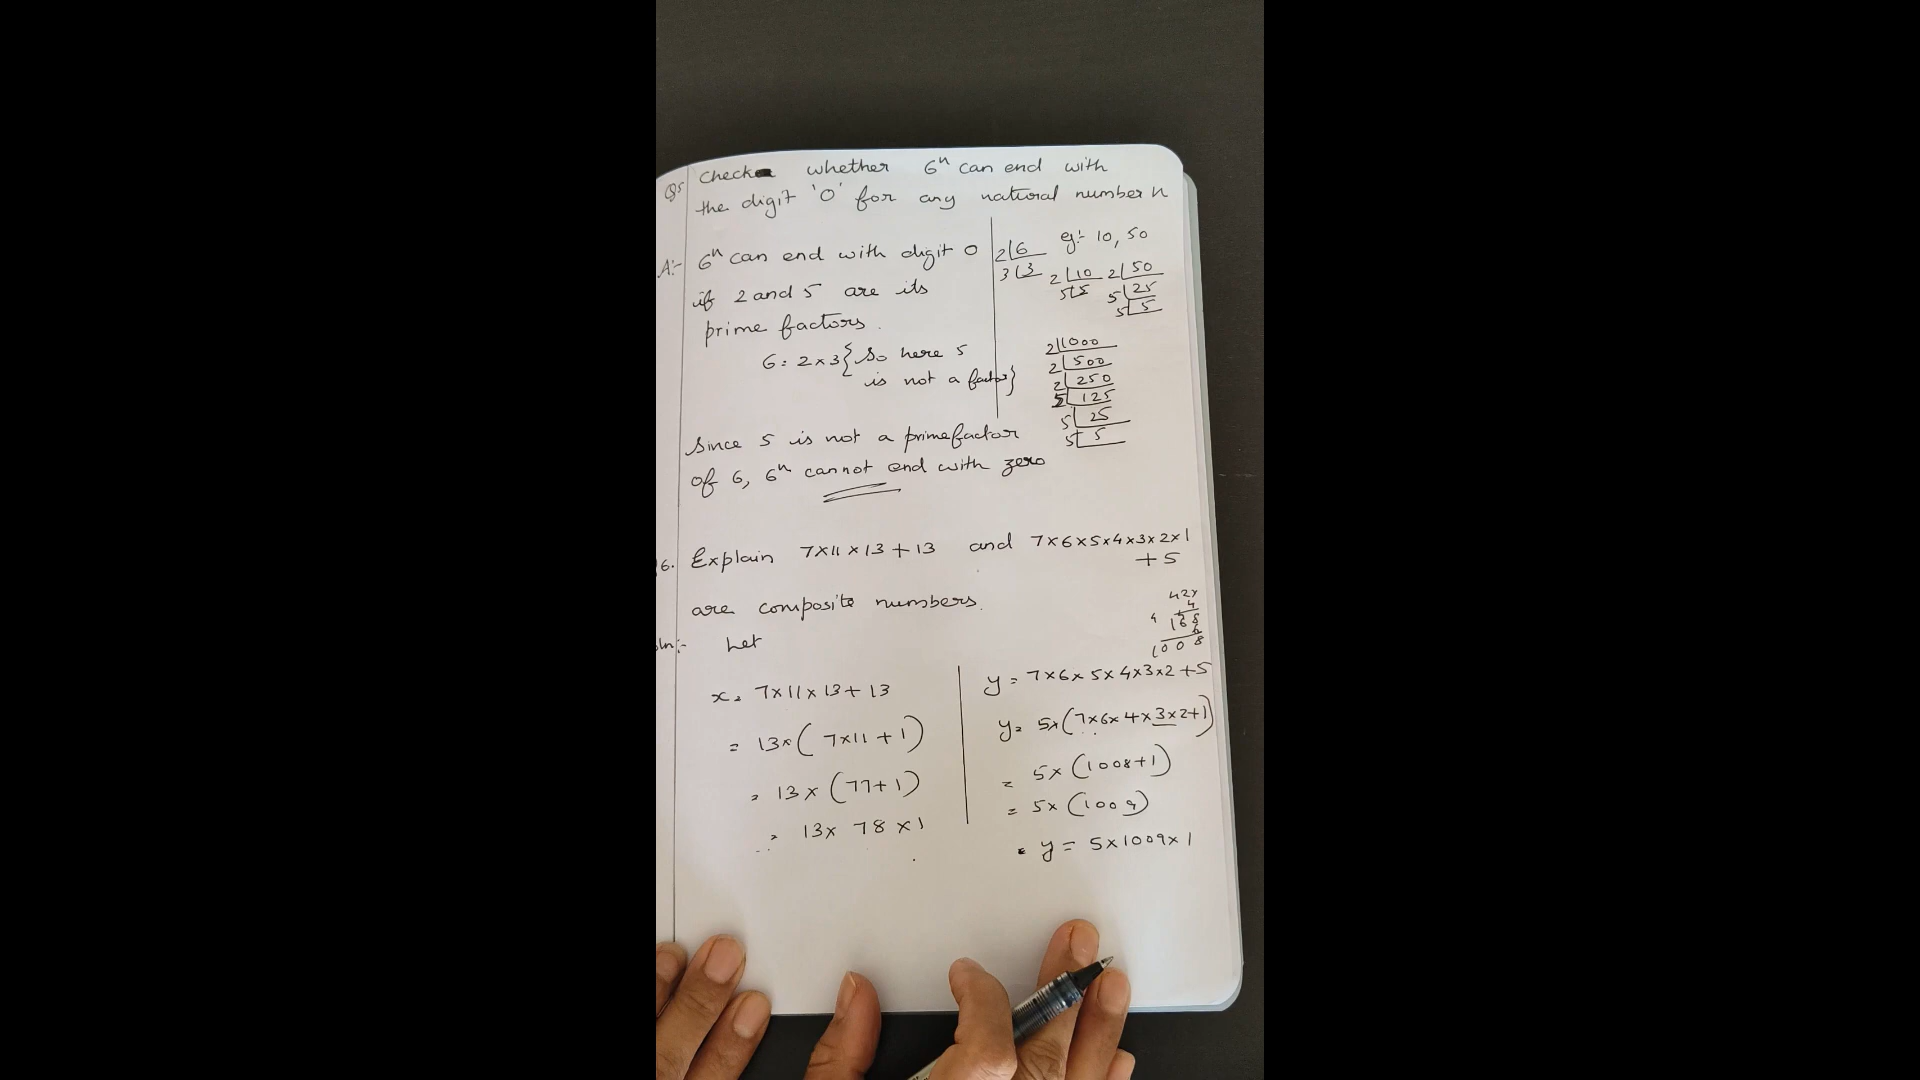 Q5 Check whether 6ⁿ can end with
the digit 'O' for any natural number n
A:- 6ⁿ can end with digit 0
if 2 and 5 are its
prime factors.
6 = 2 × 3 { So here 5
is not a factor }
Since 5 is not a prime factor
of 6, 6ⁿ cannot end with zero
eg:- 10, 50
2 6
3 3
2 10
5 5
2 50
5 25
5 5
2 1000
2 500
2 250
5 125
5 25
5 5
6. Explain 7×11×13+13 and 7×6×5×4×3×2×1
+5
are composite numbers.
oln:- Let
x = 7×11×13+13
= 13×(7×11+1)
= 13×(77+1)
= 13×78×1
42×
4
168
6
1008
y = 7×6×5×4×3×2+5
y = 5×(7×6×4×3×2+1)
= 5×(1008+1)
= 5×(1009)
y = 5×1009×1